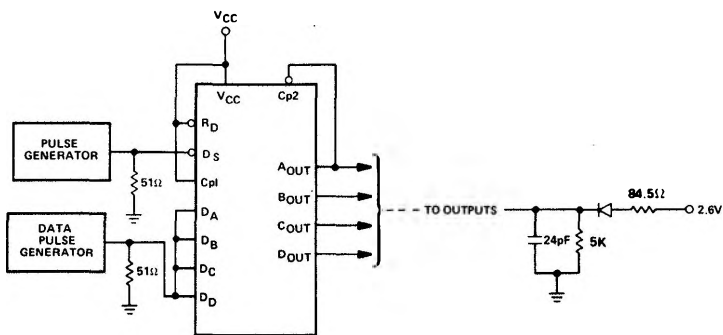 VCC
VCC
Cp2
RD
DS
Cp1
DA
DB
DC
DD
AOUT
BOUT
COUT
DOUT
PULSE
GENERATOR
51Ω
DATA
PULSE
GENERATOR
51Ω
TO OUTPUTS
24pF
5K
84.5Ω
2.6V